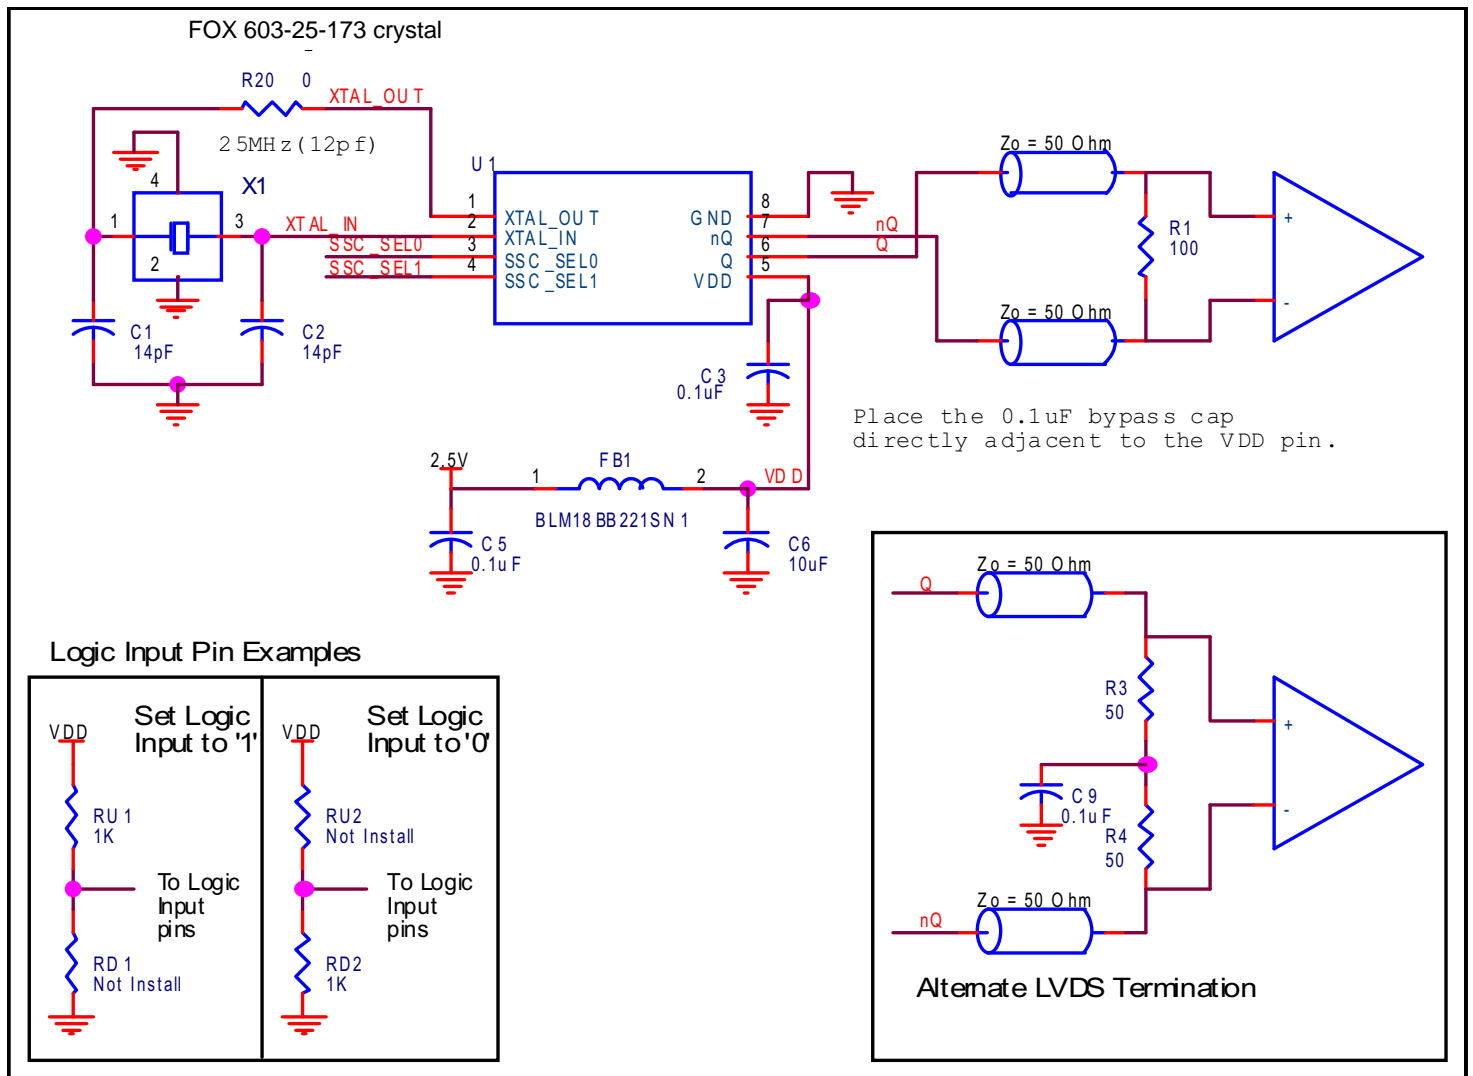 FOX 603-25-173 crystal
R20 0
XTAL_OUT
25MHz(12pf)
X1
4
1
3
2
XTAL_IN
SSC_SEL0
SSC_SEL1
C1
14pF
C2
14pF
U1
1
2
3
4
XTAL_OUT
XTAL_IN
SSC_SEL0
SSC_SEL1
GND
nQ
Q
VDD
8
7
6
5
nQ
Q
Zo = 50 Ohm
Zo = 50 Ohm
R1
100
+
-
C3
0.1uF
Place the 0.1uF bypass cap
directly adjacent to the VDD pin.
2.5V
1
FB1
2
VDD
BLM18BB221SN1
C5
0.1uF
C6
10uF
Logic Input Pin Examples
Set Logic
Input to '1'
VDD
RU1
1K
To Logic
Input
pins
RD1
Not Install
Set Logic
Input to '0'
VDD
RU2
Not Install
To Logic
Input
pins
RD2
1K
Zo = 50 Ohm
Q
R3
50
C9
0.1uF
R4
50
+
-
Zo = 50 Ohm
nQ
Alternate LVDS Termination